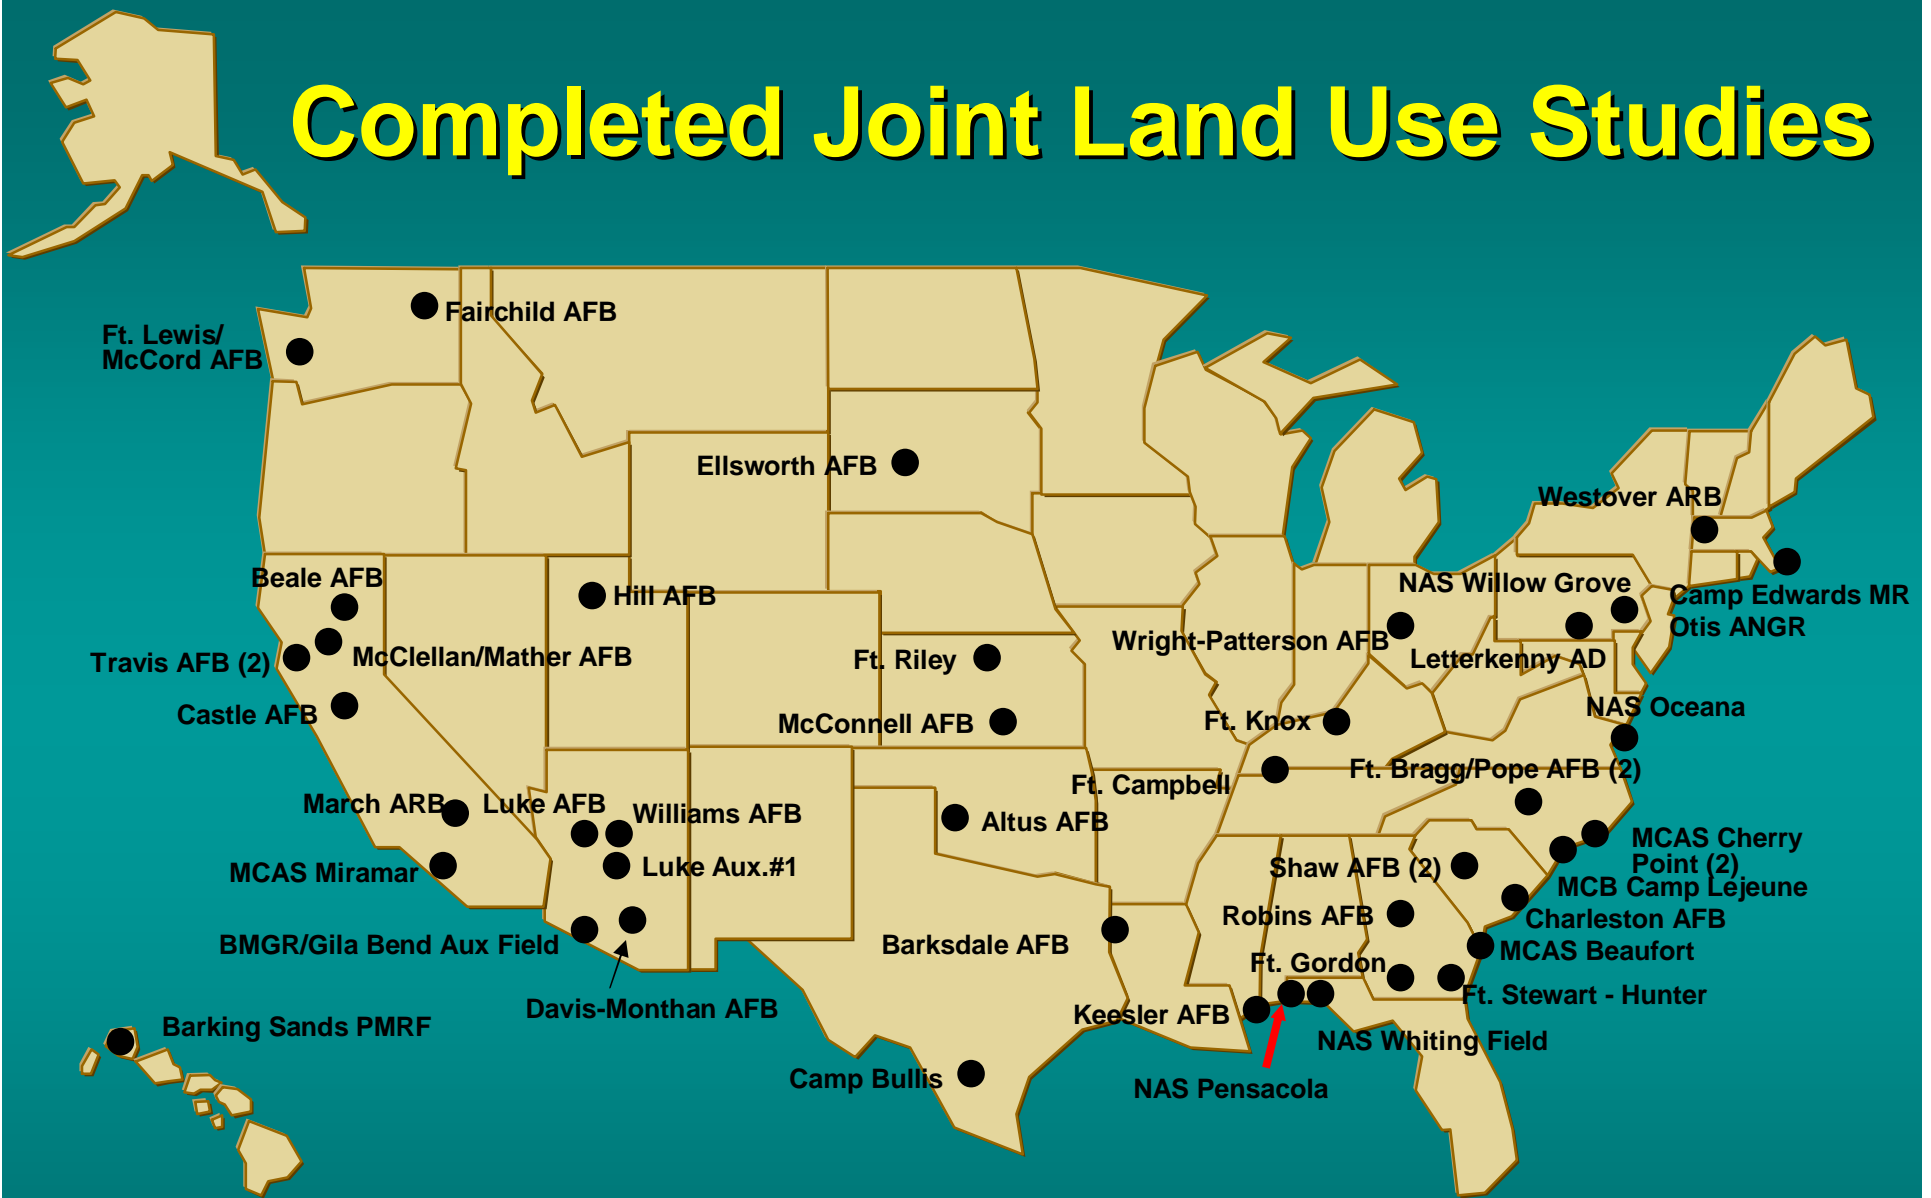 Completed Joint Land Use Studies
Fairchild AFB
Ft. Lewis/
McCord AFB
Ellsworth AFB
Westover ARB
Beale AFB
Hill AFB
NAS Willow Grove
Camp Edwards MR
Otis ANGR
Wright-Patterson AFB
McClellan/Mather AFB
Travis AFB (2)
Ft. Riley
Letterkenny AD
Castle AFB
McConnell AFB
Ft. Knox
NAS Oceana
Ft. Campbell
Ft. Bragg/Pope AFB (2)
March ARB
Luke AFB
Williams AFB
Altus AFB
MCAS Cherry
Point (2)
MCAS Miramar
Luke Aux.#1
Shaw AFB (2)
MCB Camp Lejeune
Robins AFB
Charleston AFB
BMGR/Gila Bend Aux Field
Barksdale AFB
MCAS Beaufort
Ft. Gordon
Ft. Stewart - Hunter
Davis-Monthan AFB
Keesler AFB
Barking Sands PMRF
NAS Whiting Field
Camp Bullis
NAS Pensacola